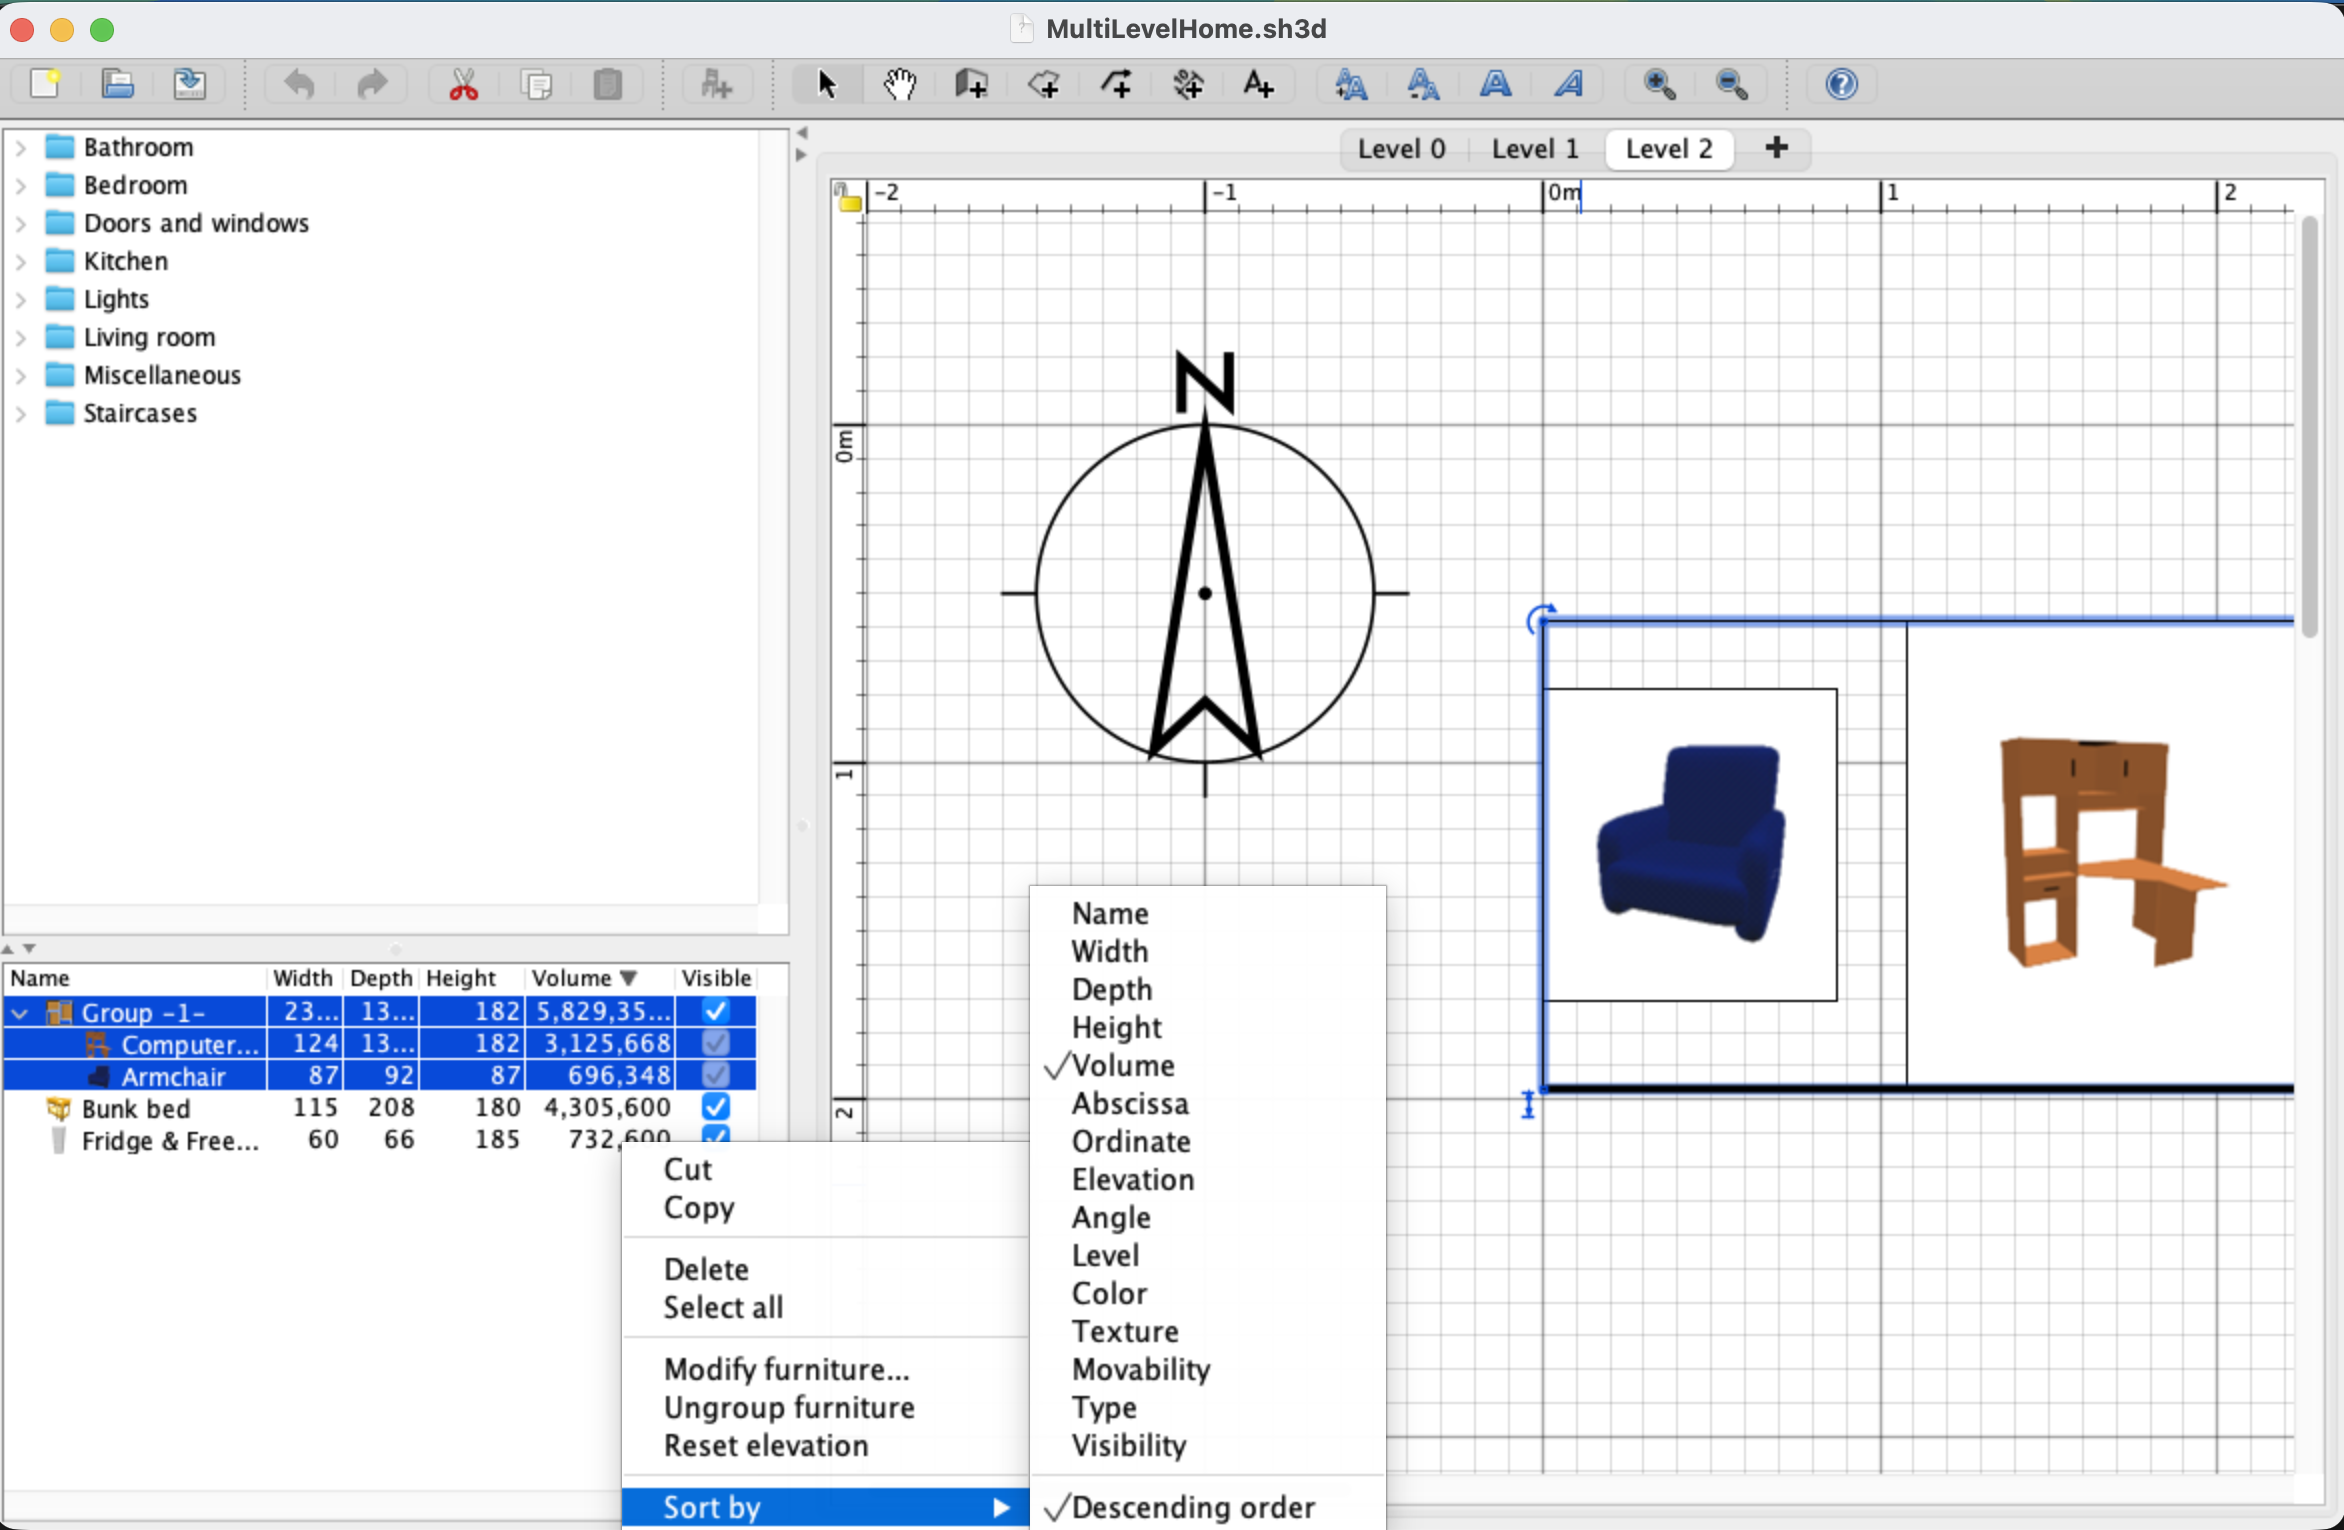 MultiLevelHome.sh3d
Level 0 Level 1 Level 2 +
Bathroom
Bedroom
Doors and windows
Kitchen
Lights
Living room
Miscellaneous
Staircases
-2 -1 0m 1 2
0m
1
2
N
Name Width Depth Height Volume Visible
Group -1- 23... 13... 182 5,829,35...
Computer... 124 13... 182 3,125,668
Armchair 87 92 87 696,348
Bunk bed 115 208 180 4,305,600
Fridge & Free... 60 66 185 732,600
Cut
Copy
Delete
Select all
Modify furniture...
Ungroup furniture
Reset elevation
Sort by
Name
Width
Depth
Height
Volume
Abscissa
Ordinate
Elevation
Angle
Level
Color
Texture
Movability
Type
Visibility
Descending order